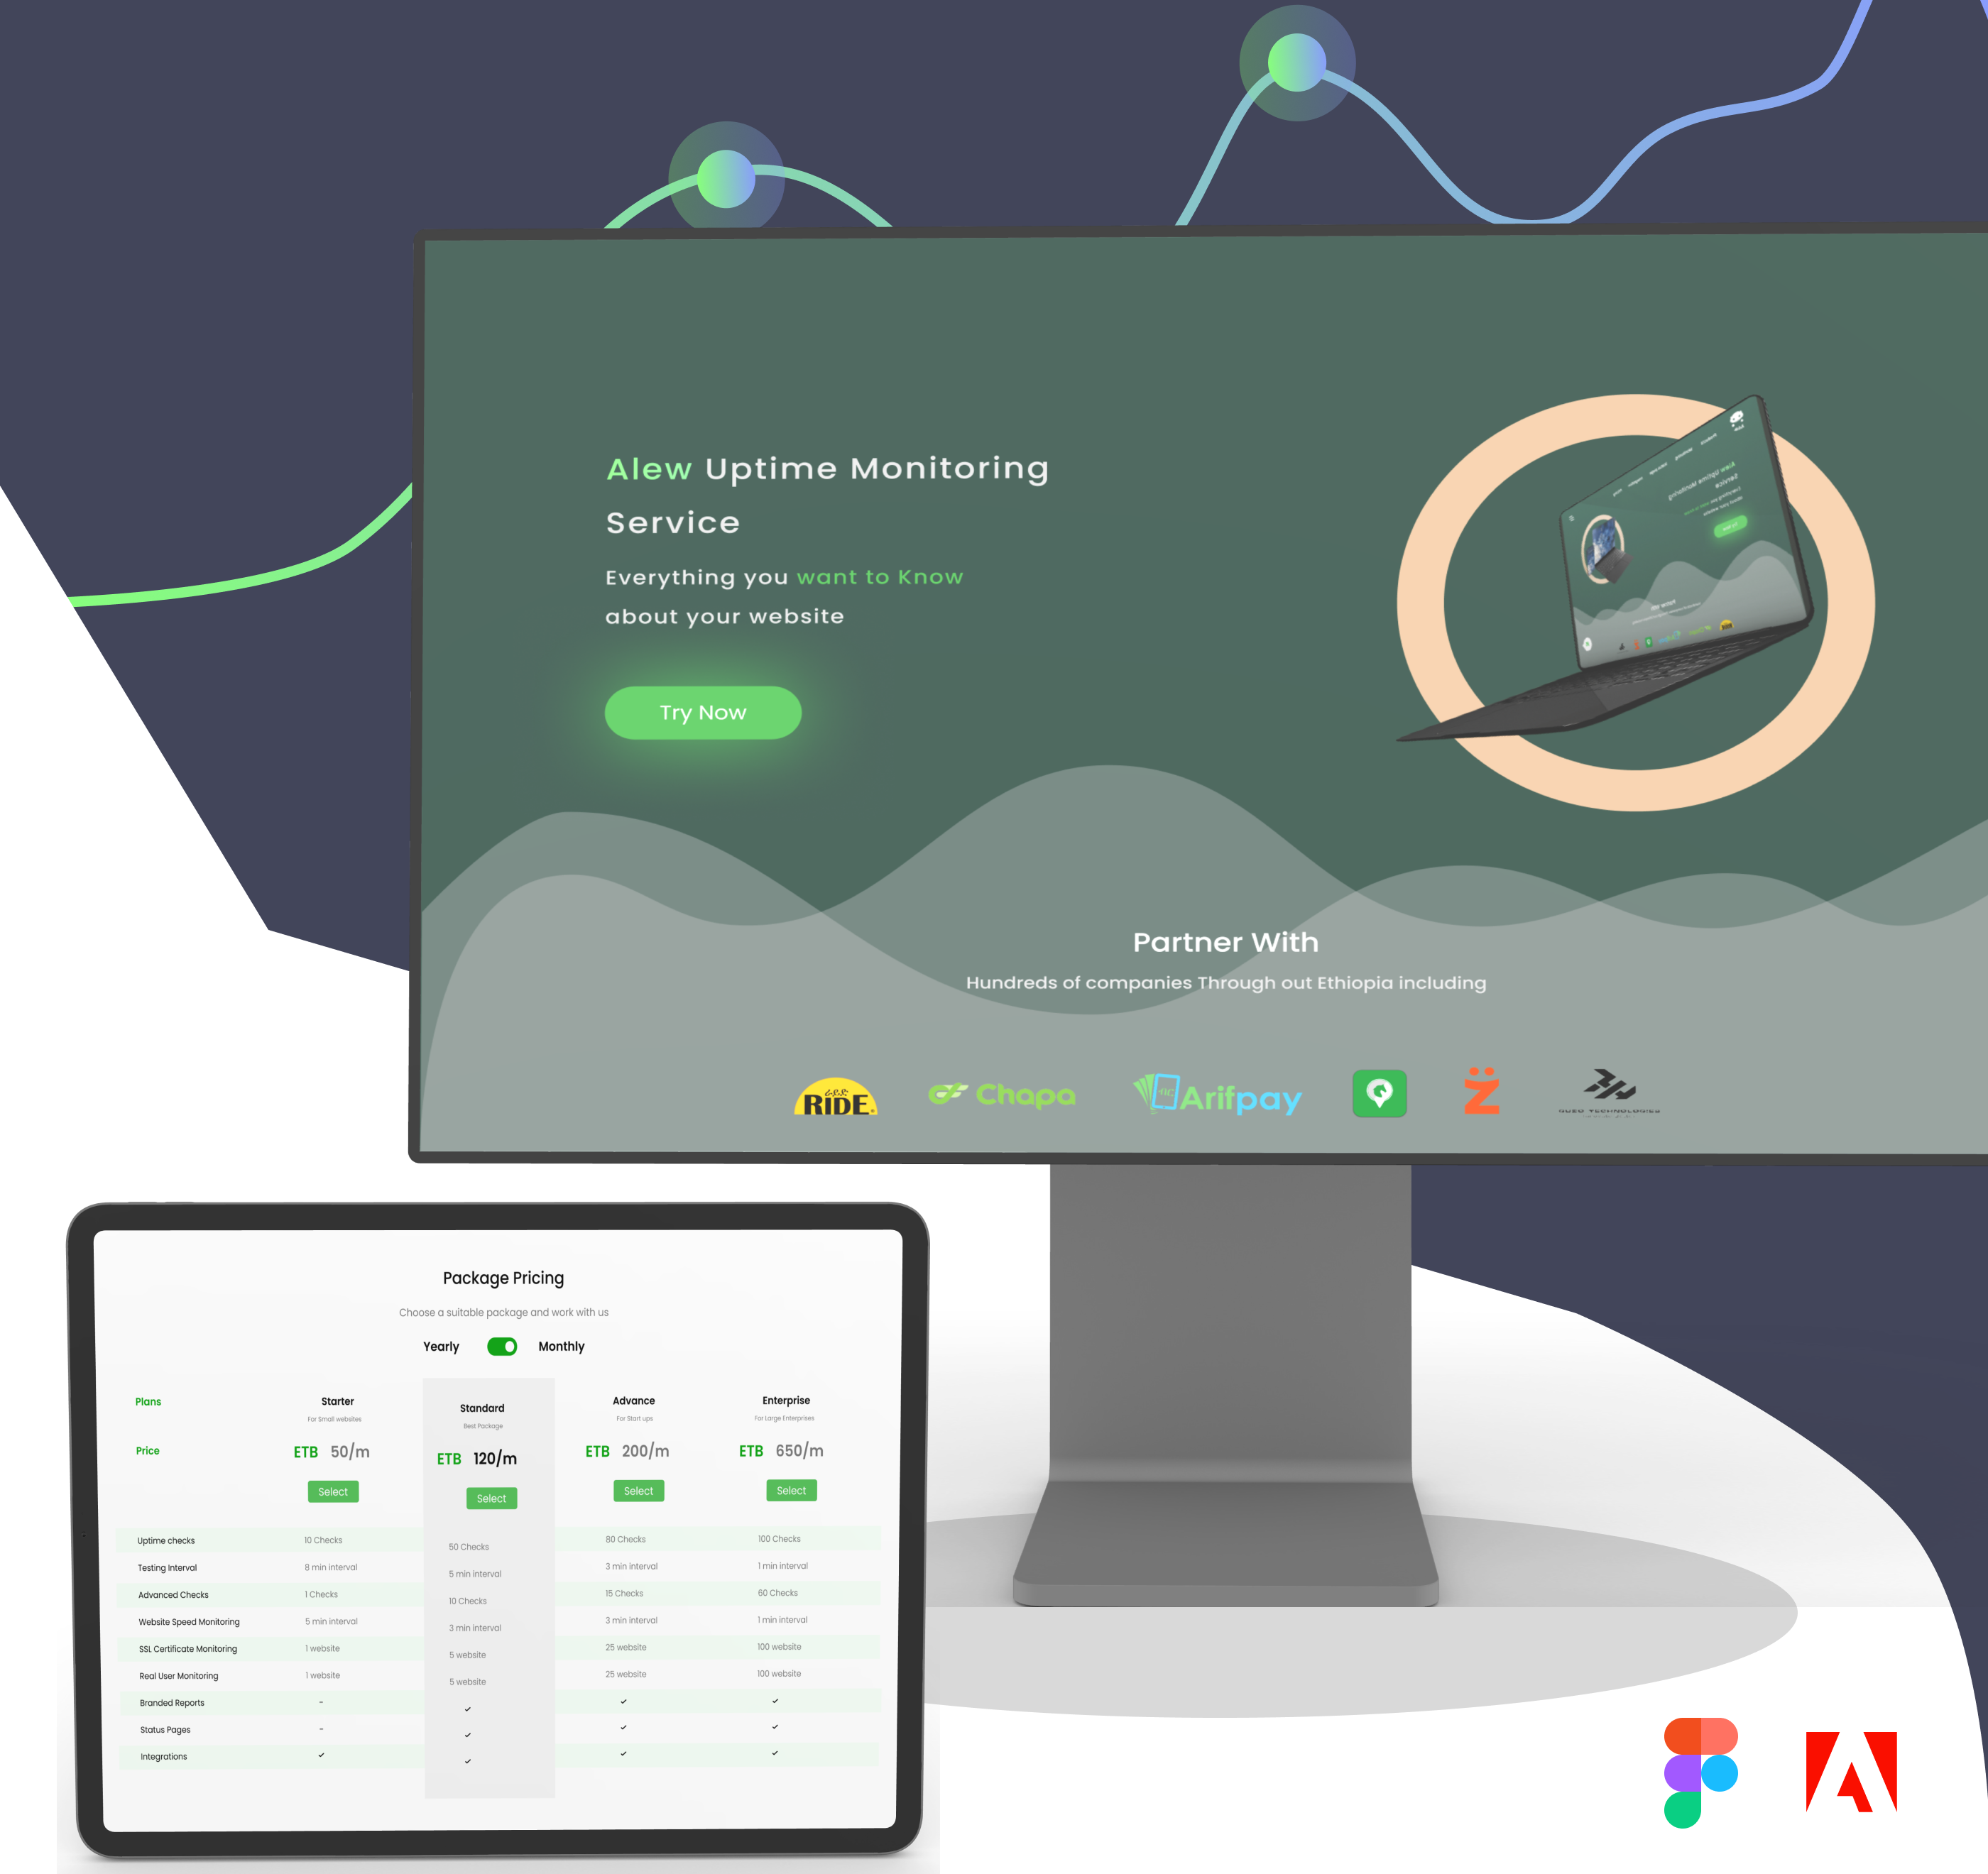 Alew Uptime Monitoring
Service
Everything you want to Know
about your website
Try Now
Partner With
Hundreds of companies Through out Ethiopia including
RIDE
Chapa
Arifpay
GUZO TECHNOLOGIES
Package Pricing
Choose a suitable package and work with us
Yearly Monthly
Plans Starter Standard Advance Enterprise
For Small websites Best Package For Start ups For Large Enterprises
Price ETB 50/m ETB 120/m ETB 200/m ETB 650/m
Select Select Select Select
Uptime checks 10 Checks 50 Checks 80 Checks 100 Checks
Testing Interval 8 min interval 5 min interval 3 min interval 1 min interval
Advanced Checks 1 Checks 10 Checks 15 Checks 60 Checks
Website Speed Monitoring 5 min interval 3 min interval 3 min interval 1 min interval
SSL Certificate Monitoring 1 website 5 website 25 website 100 website
Real User Monitoring 1 website 5 website 25 website 100 website
Branded Reports - ✓ ✓ ✓
Status Pages - ✓ ✓ ✓
Integrations ✓ ✓ ✓ ✓